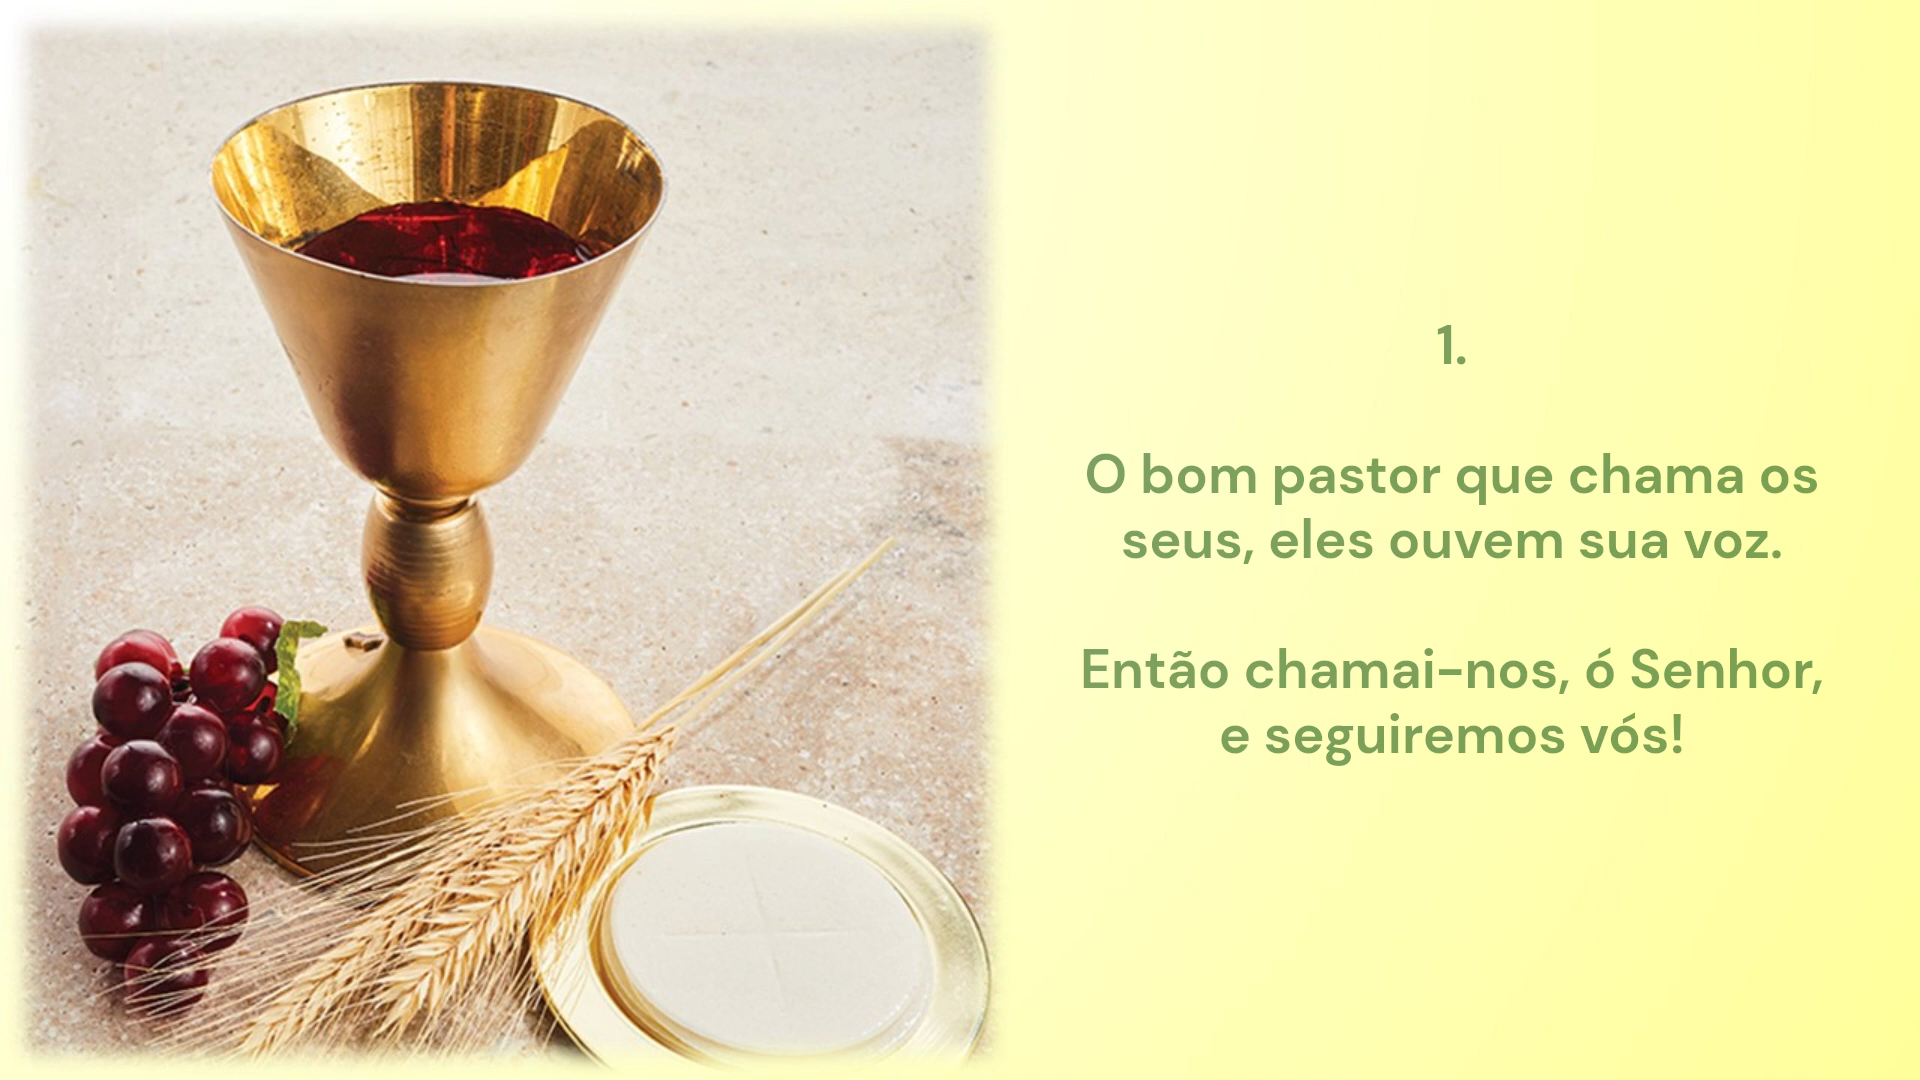 1.
O bom pastor que chama os
seus, eles ouvem sua voz.
Então chamai-nos, ó Senhor,
e seguiremos vós!